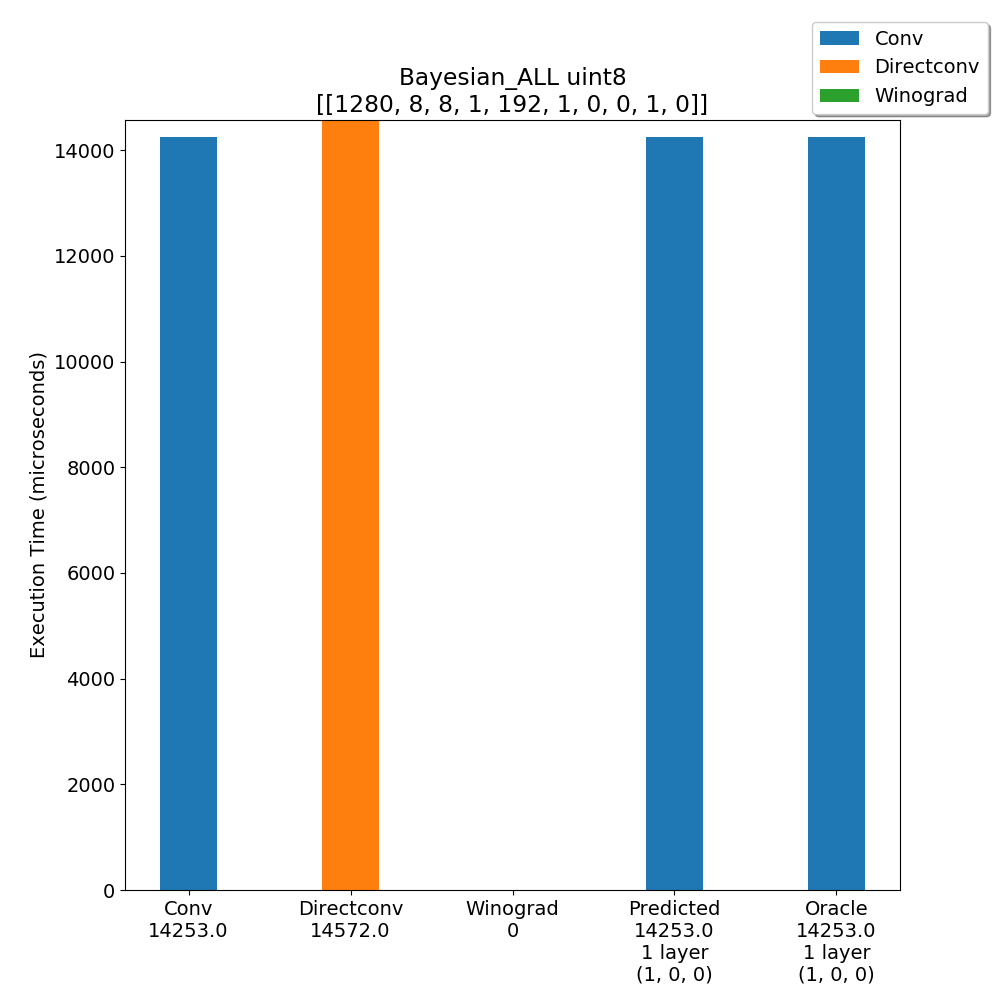 Conv
Directconv
Winograd
Bayesian_ALL uint8
[[1280, 8, 8, 1, 192, 1, 0, 0, 1, 0]]
Execution Time (microseconds)
14000
12000
10000
8000
6000
4000
2000
0
Conv
14253.0
Directconv
14572.0
Winograd
0
Predicted
14253.0
1 layer
(1, 0, 0)
Oracle
14253.0
1 layer
(1, 0, 0)